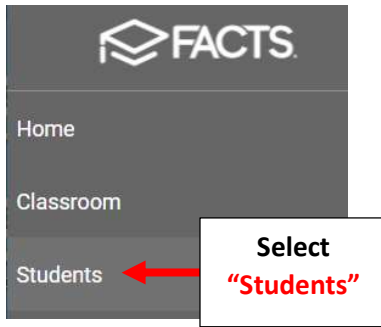 FACTS.
Home
Classroom
Students
Select
“Students”